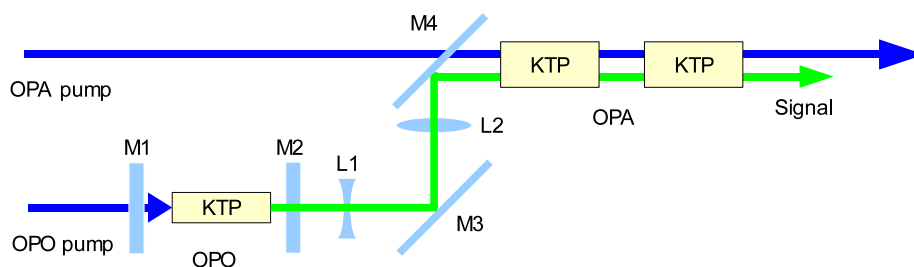 M4
KTP
KTP
OPA pump
Signal
OPA
L2
M1
M2
L1
KTP
M3
OPO pump
OPO